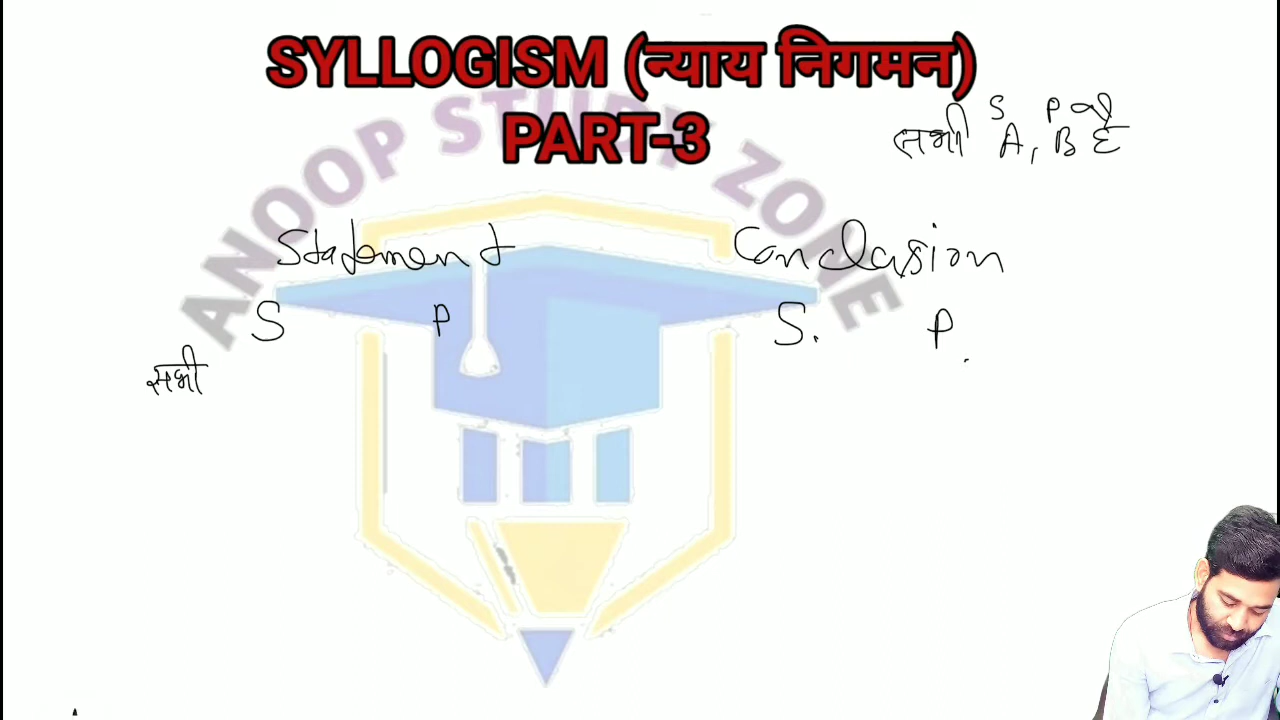 SYLLOGISM (न्याय निगमन)
PART-3
ANOOP STUDY ZONE
S P
सभी A, B है
Statement Conclusion
S P S. P
सभी